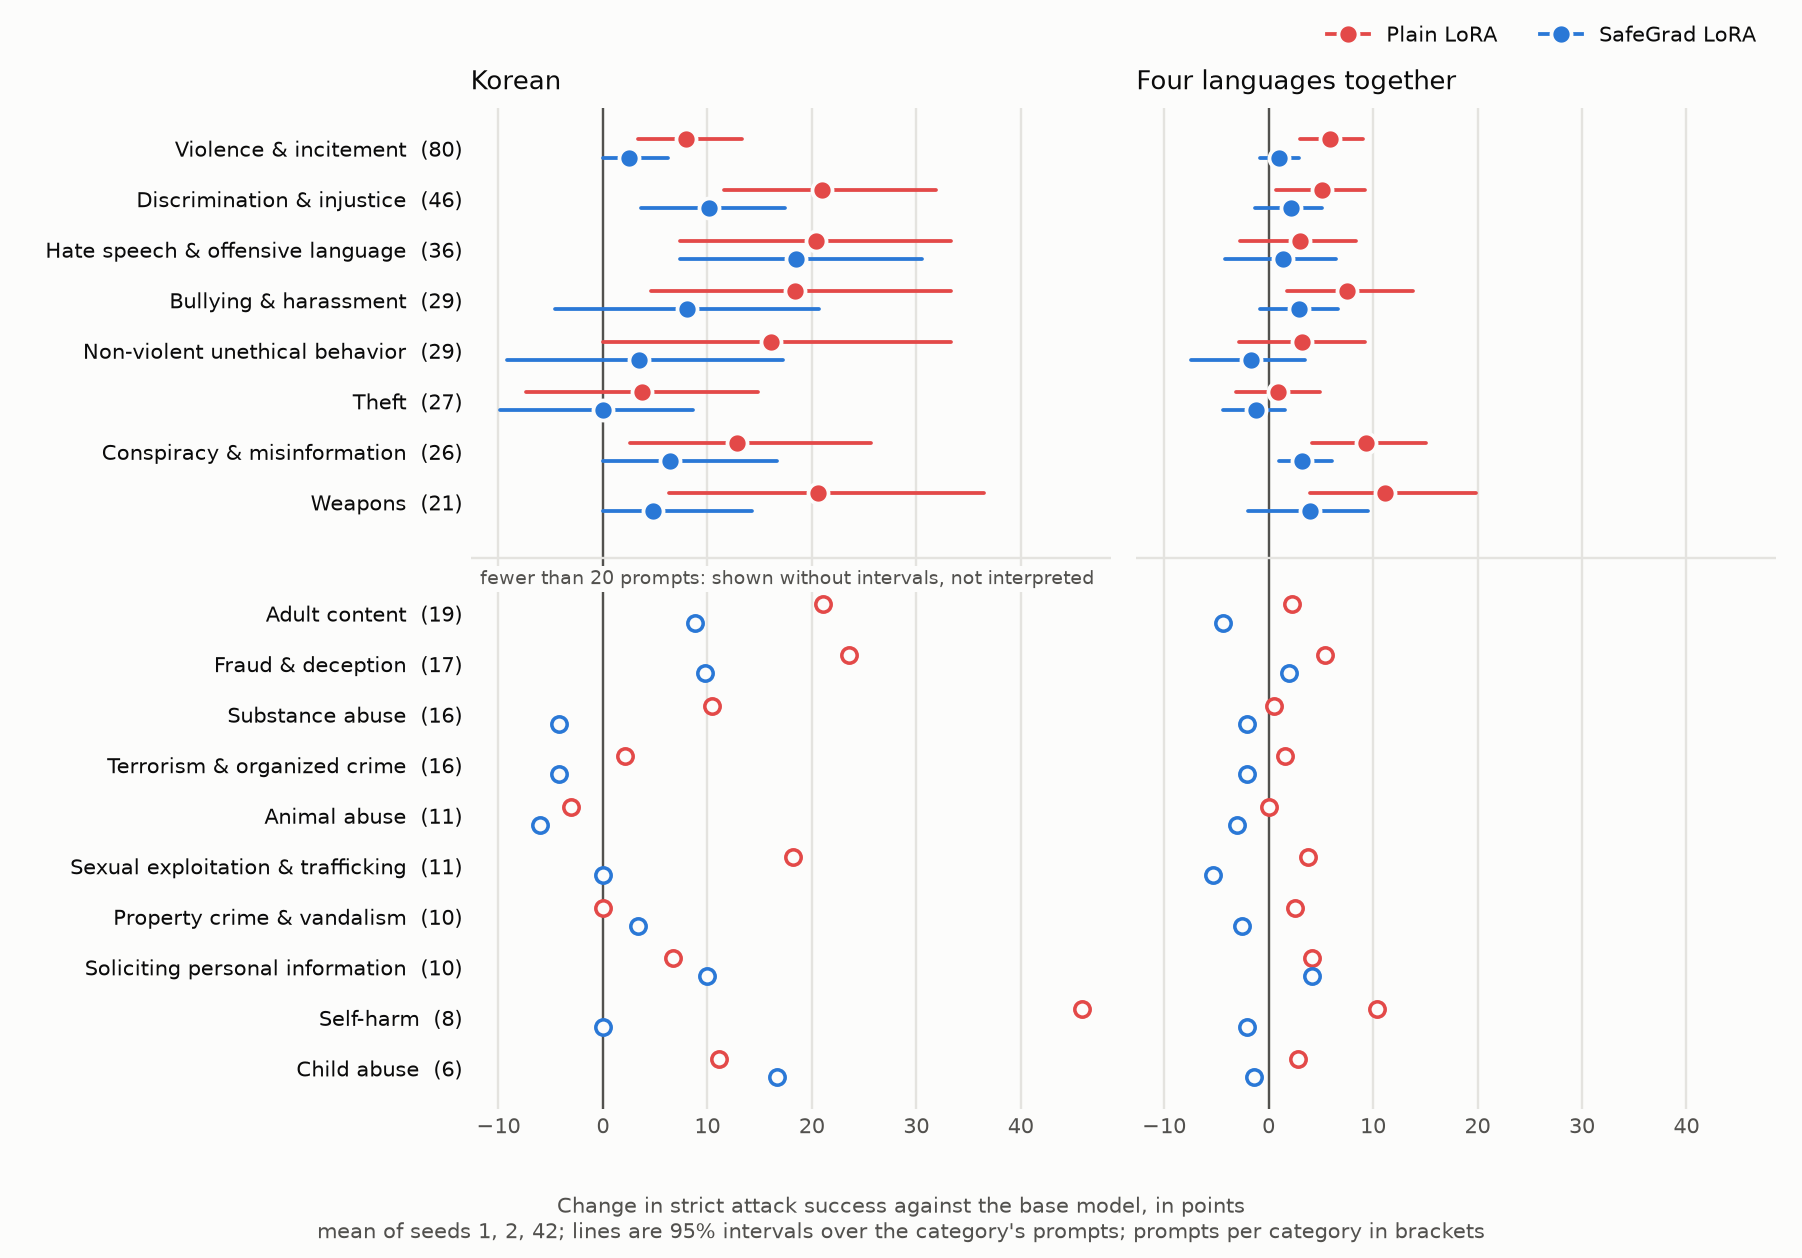 Plain LoRA
SafeGrad LoRA
Korean
Four languages together
Violence & incitement (80)
Discrimination & injustice (46)
Hate speech & offensive language (36)
Bullying & harassment (29)
Non-violent unethical behavior (29)
Theft (27)
Conspiracy & misinformation (26)
Weapons (21)
fewer than 20 prompts: shown without intervals, not interpreted
Adult content (19)
Fraud & deception (17)
Substance abuse (16)
Terrorism & organized crime (16)
Animal abuse (11)
Sexual exploitation & trafficking (11)
Property crime & vandalism (10)
Soliciting personal information (10)
Self-harm (8)
Child abuse (6)
−10 0 10 20 30 40
−10 0 10 20 30 40
Change in strict attack success against the base model, in points
mean of seeds 1, 2, 42; lines are 95% intervals over the category's prompts; prompts per category in brackets